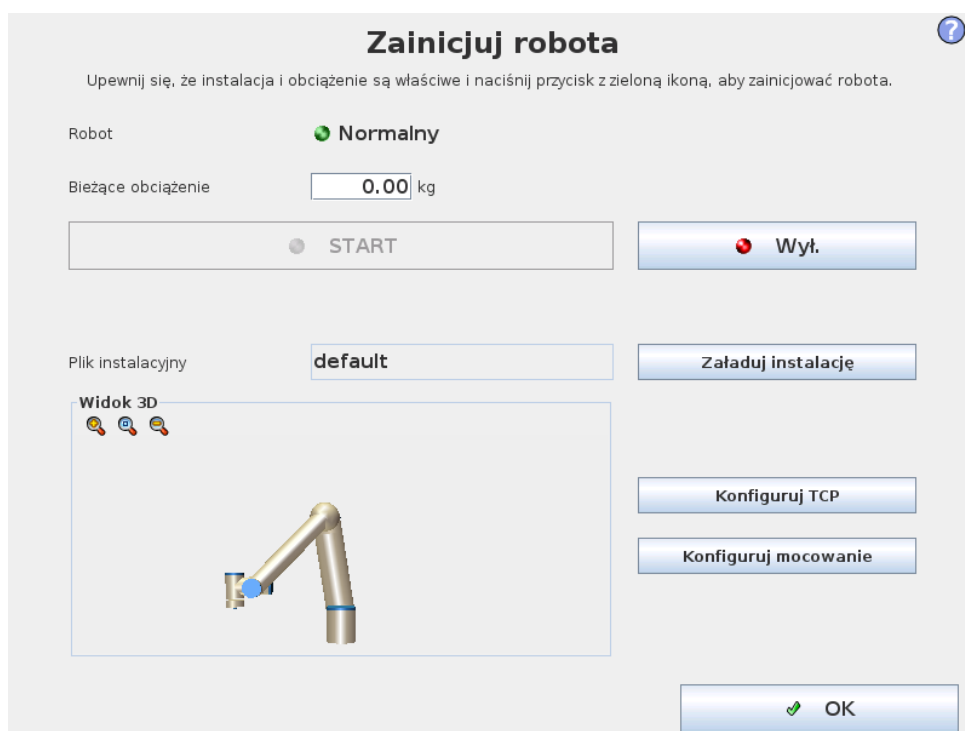 Zainicjuj robota
?
Upewnij się, że instalacja i obciążenie są właściwe i naciśnij przycisk z zieloną ikoną, aby zainicjować robota.
Robot Normalny
Bieżące obciążenie 0.00 kg
START Wył.
Plik instalacyjny default Załaduj instalację
Widok 3D
Konfiguruj TCP
Konfiguruj mocowanie
OK